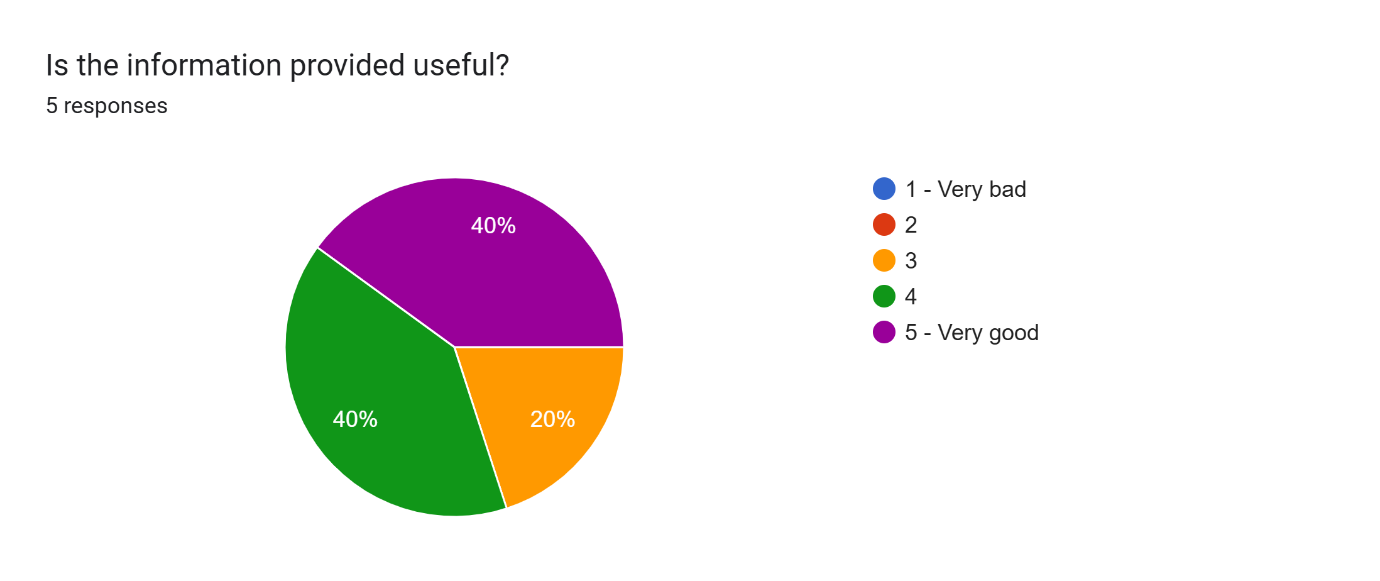 Is the information provided useful?
5 responses
40%
40%
20%
1 - Very bad
2
3
4
5 - Very good